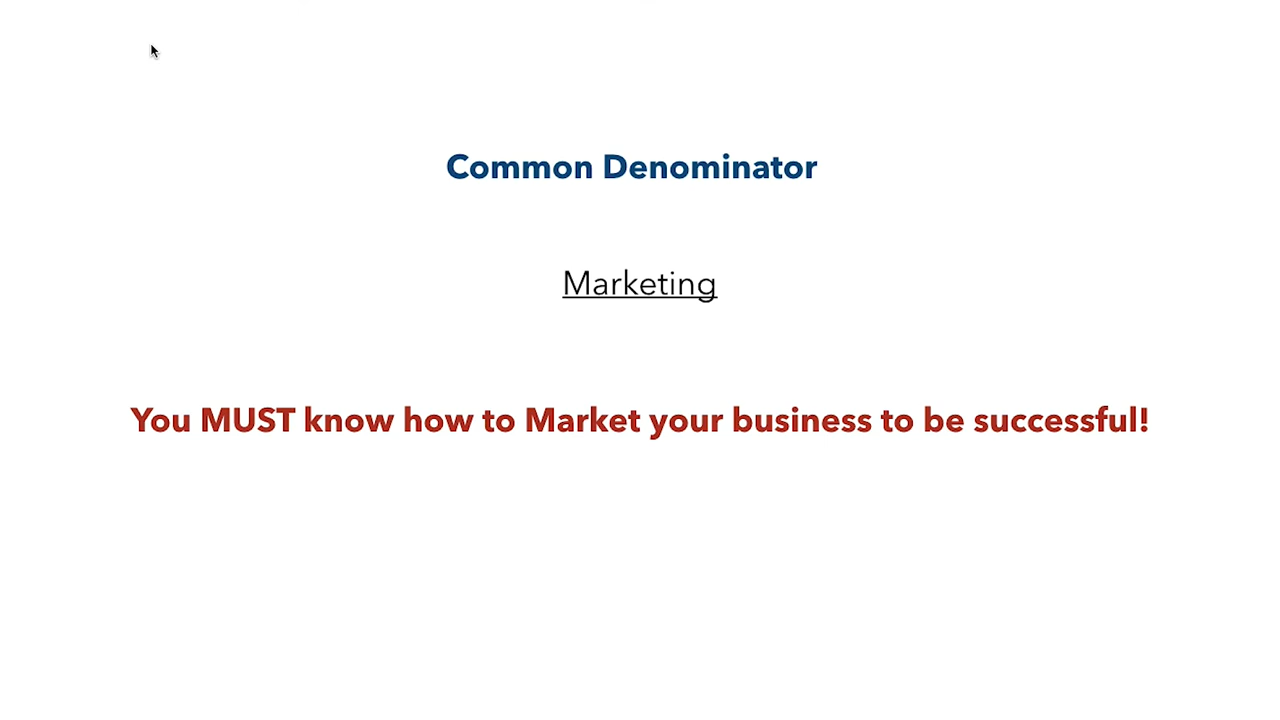 Common Denominator
Marketing
You MUST know how to Market your business to be successful!